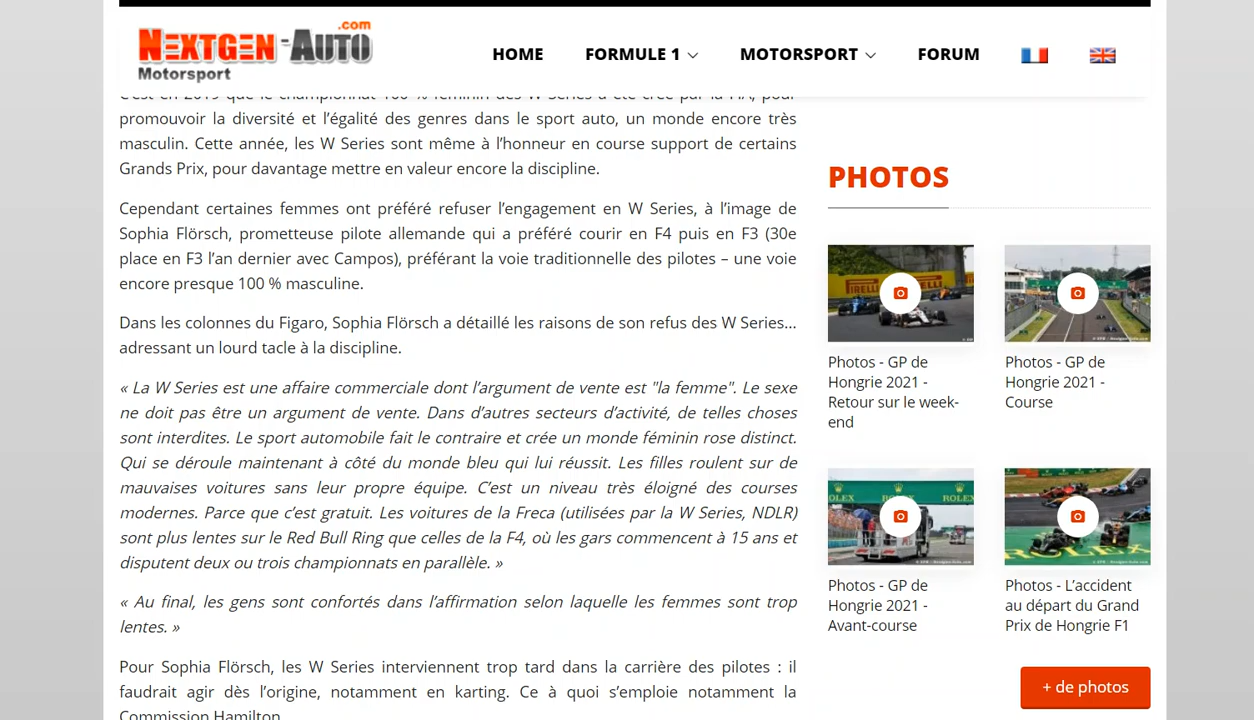 NEXTGEN-AUTO
.com
Motorsport
HOME
FORMULE 1
MOTORSPORT
FORUM
C'est en 2019 que le championnat 100 % féminin des W Series a été créé par la FIA, pour
promouvoir la diversité et l'égalité des genres dans le sport auto, un monde encore très
masculin. Cette année, les W Series sont même à l'honneur en course support de certains
Grands Prix, pour davantage mettre en valeur encore la discipline.
Cependant certaines femmes ont préféré refuser l'engagement en W Series, à l'image de
Sophia Flörsch, prometteuse pilote allemande qui a préféré courir en F4 puis en F3 (30e
place en F3 l'an dernier avec Campos), préférant la voie traditionnelle des pilotes – une voie
encore presque 100 % masculine.
Dans les colonnes du Figaro, Sophia Flörsch a détaillé les raisons de son refus des W Series…
adressant un lourd tacle à la discipline.
« La W Series est une affaire commerciale dont l'argument de vente est "la femme". Le sexe
ne doit pas être un argument de vente. Dans d'autres secteurs d'activité, de telles choses
sont interdites. Le sport automobile fait le contraire et crée un monde féminin rose distinct.
Qui se déroule maintenant à côté du monde bleu qui lui réussit. Les filles roulent sur de
mauvaises voitures sans leur propre équipe. C'est un niveau très éloigné des courses
modernes. Parce que c'est gratuit. Les voitures de la Freca (utilisées par la W Series, NDLR)
sont plus lentes sur le Red Bull Ring que celles de la F4, où les gars commencent à 15 ans et
disputent deux ou trois championnats en parallèle. »
« Au final, les gens sont confortés dans l'affirmation selon laquelle les femmes sont trop
lentes. »
Pour Sophia Flörsch, les W Series interviennent trop tard dans la carrière des pilotes : il
faudrait agir dès l'origine, notamment en karting. Ce à quoi s'emploie notamment la
Commission Hamilton
PHOTOS
PIRELLI
Photos - GP de
Hongrie 2021 -
Retour sur le week-
end
Photos - GP de
Hongrie 2021 -
Course
ROLEX
ROLEX
Photos - GP de
Hongrie 2021 -
Avant-course
ROLEX
Photos - L'accident
au départ du Grand
Prix de Hongrie F1
+ de photos